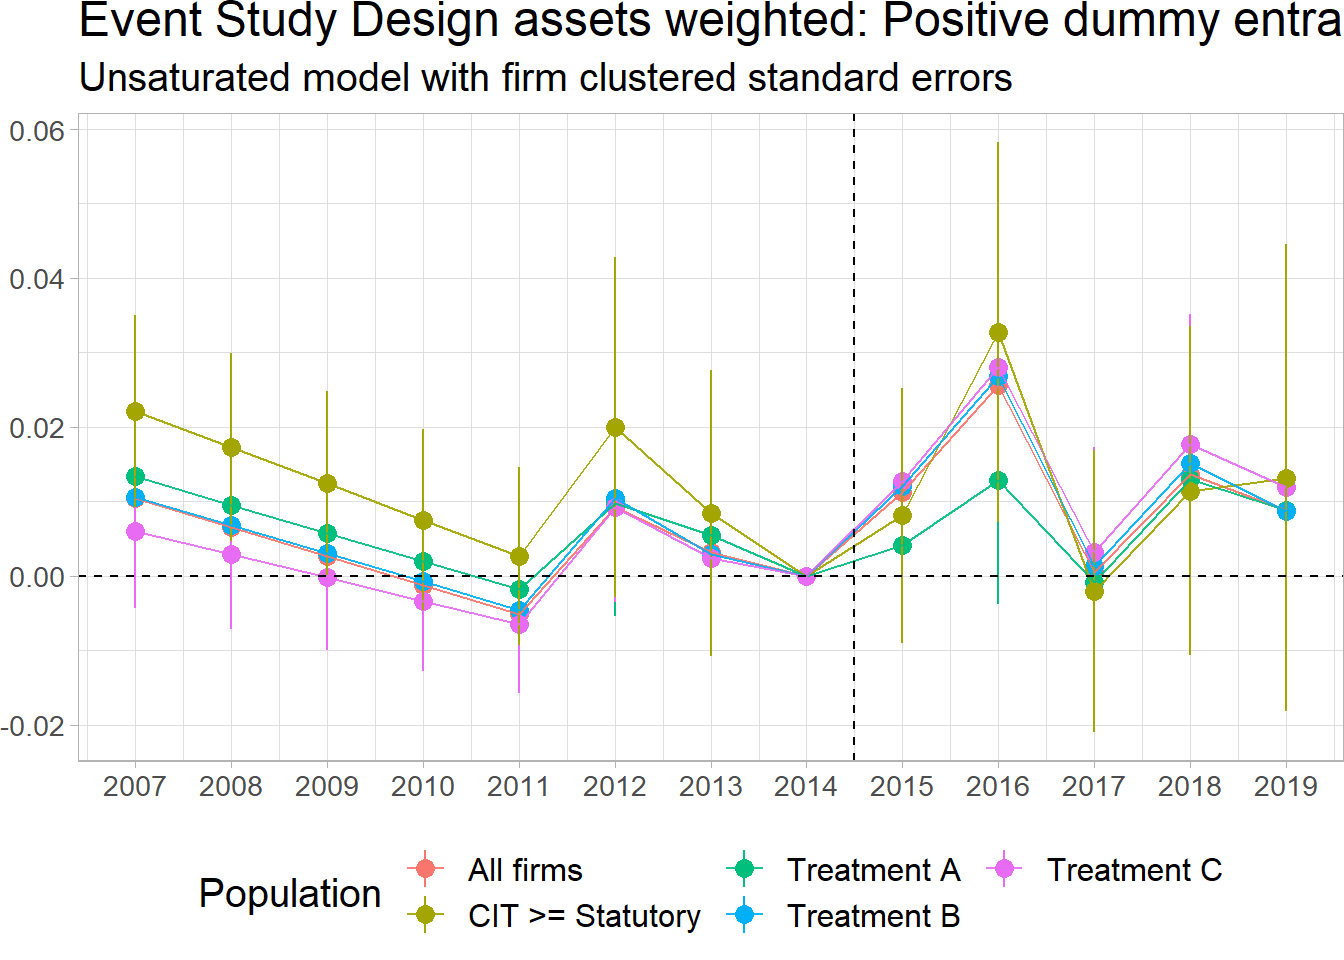 Event Study Design assets weighted: Positive dummy entra
Unsaturated model with firm clustered standard errors
0.06
0.04
0.02
0.00
-0.02
2007 2008 2009 2010 2011 2012 2013 2014 2015 2016 2017 2018 2019
Population
All firms
CIT >= Statutory
Treatment A
Treatment B
Treatment C